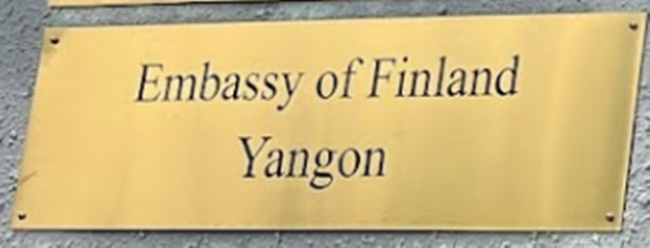 Embassy of Finland
Yangon